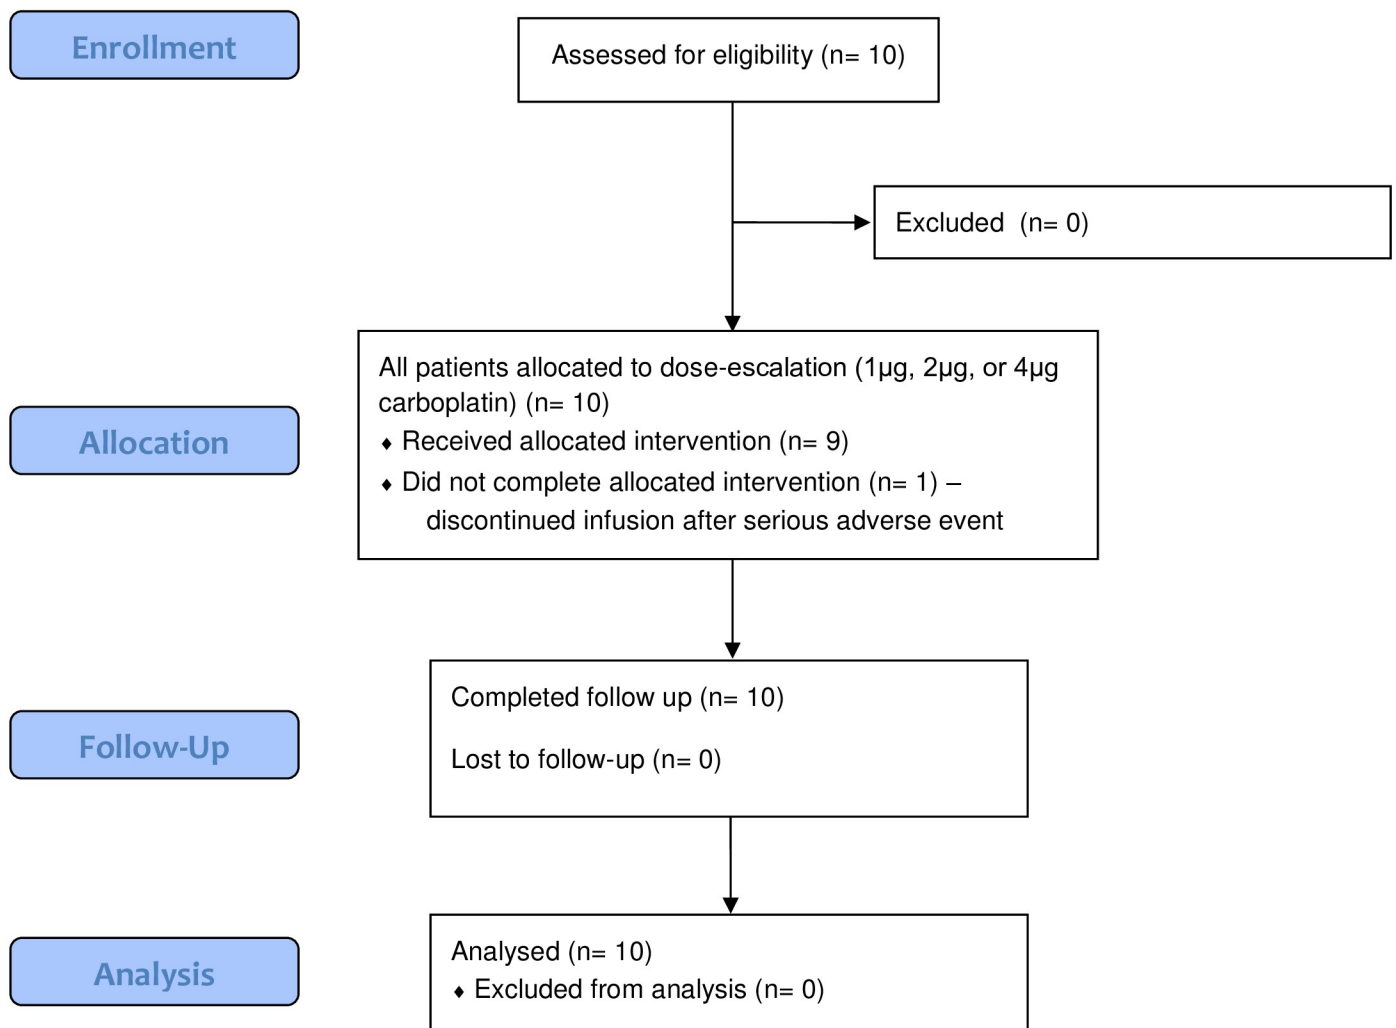 Enrollment
Assessed for eligibility (n= 10)
Excluded  (n= 0)
Allocation
All patients allocated to dose-escalation (1µg, 2µg, or 4µg
carboplatin) (n= 10)
♦ Received allocated intervention (n= 9)
♦ Did not complete allocated intervention (n= 1) –
discontinued infusion after serious adverse event
Follow-Up
Completed follow up (n= 10)
Lost to follow-up (n= 0)
Analysis
Analysed (n= 10)
♦ Excluded from analysis (n= 0)